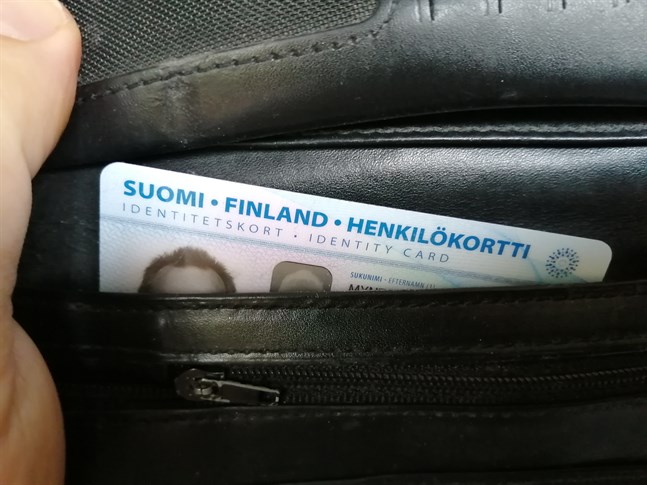 SUOMI • FINLAND • HENKILÖKORTTI
IDENTITETSKORT • IDENTITY CARD
SUKUNIMI - EFTERNAMN